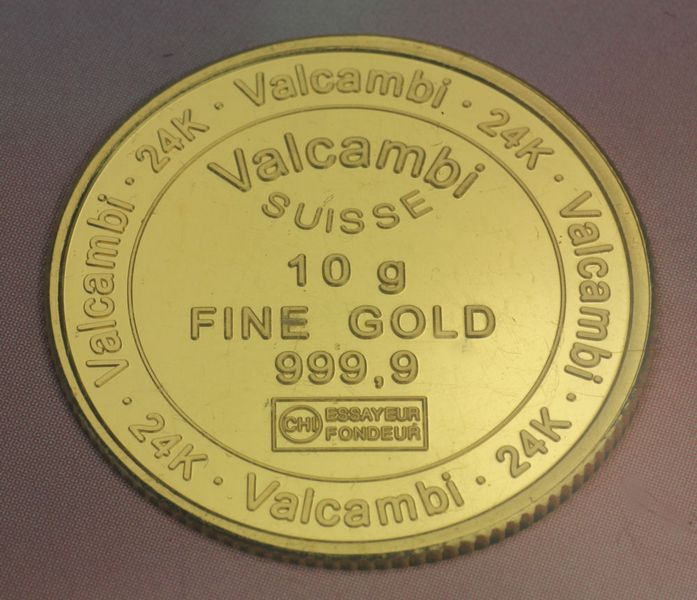 Valcambi · 24K · Valcambi · 24K · Valcambi · 24K · Valcambi · 24K ·
Valcambi
SUISSE
10 g
FINE GOLD
999,9
CHI
ESSAYEUR
FONDEUR